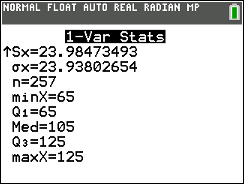 NORMAL FLOAT AUTO REAL RADIAN MP
1-Var Stats
↑Sx=23.98473493
σx=23.93802654
n=257
minX=65
Q₁=65
Med=105
Q₃=125
maxX=125